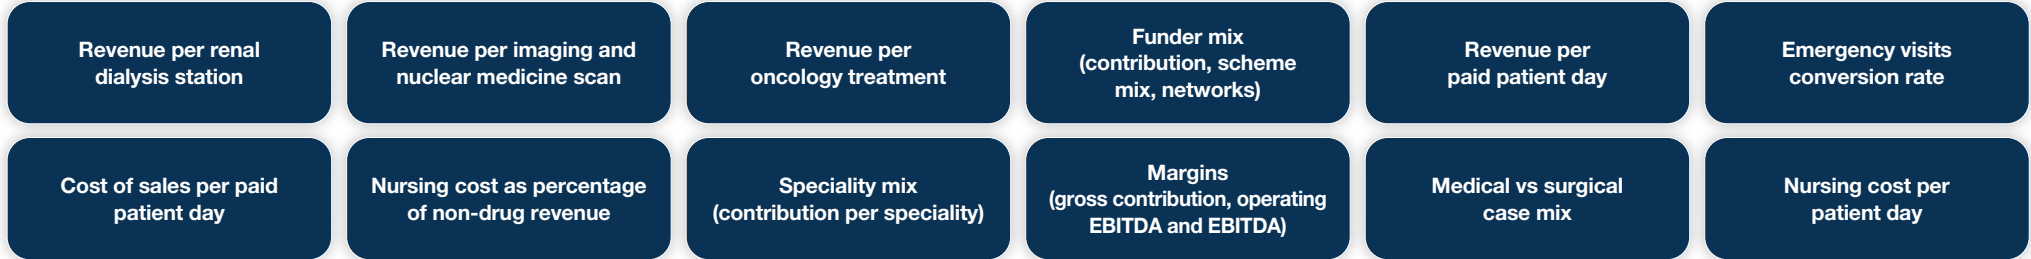 Revenue per renal
dialysis station
Revenue per imaging and
nuclear medicine scan
Revenue per
oncology treatment
Funder mix
(contribution, scheme
mix, networks)
Revenue per
paid patient day
Emergency visits
conversion rate
Cost of sales per paid
patient day
Nursing cost as percentage
of non-drug revenue
Speciality mix
(contribution per speciality)
Margins
(gross contribution, operating
EBITDA and EBITDA)
Medical vs surgical
case mix
Nursing cost per
patient day